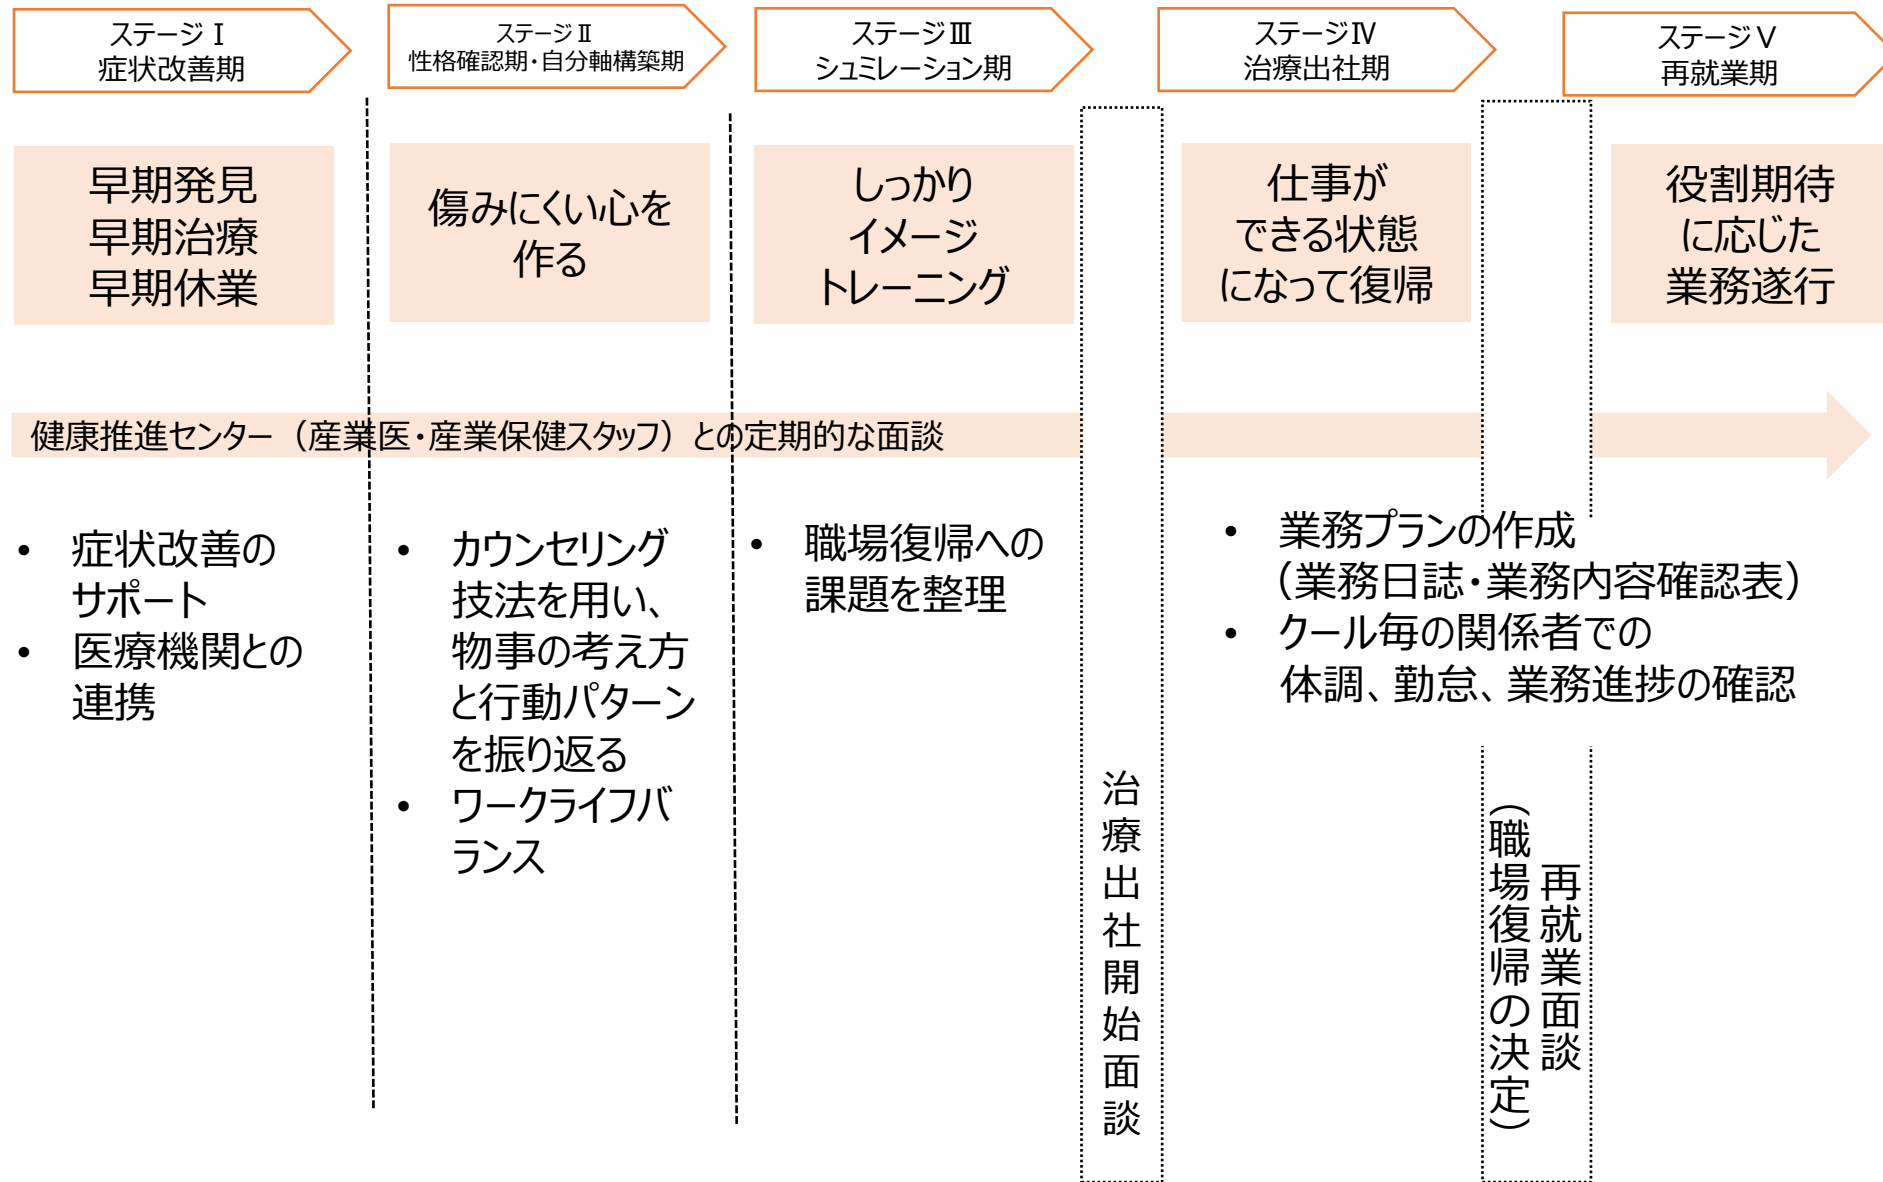 ステージⅠ
症状改善期
ステージⅡ
性格確認期・自分軸構築期
ステージⅢ
シュミレーション期
ステージⅣ
治療出社期
ステージⅤ
再就業期
早期発見
早期治療
早期休業
傷みにくい心を
作る
しっかり
イメージ
トレーニング
仕事が
できる状態
になって復帰
役割期待
に応じた
業務遂行
健康推進センター（産業医・産業保健スタッフ）との定期的な面談
• 症状改善の
サポート
• 医療機関との
連携
• カウンセリング
技法を用い、
物事の考え方
と行動パターン
を振り返る
• ワークライフバ
ランス
• 職場復帰への
課題を整理
治療出社開始面談
• 業務プランの作成
（業務日誌・業務内容確認表）
• クール毎の関係者での
体調、勤怠、業務進捗の確認
再就業面談
（職場復帰の決定）